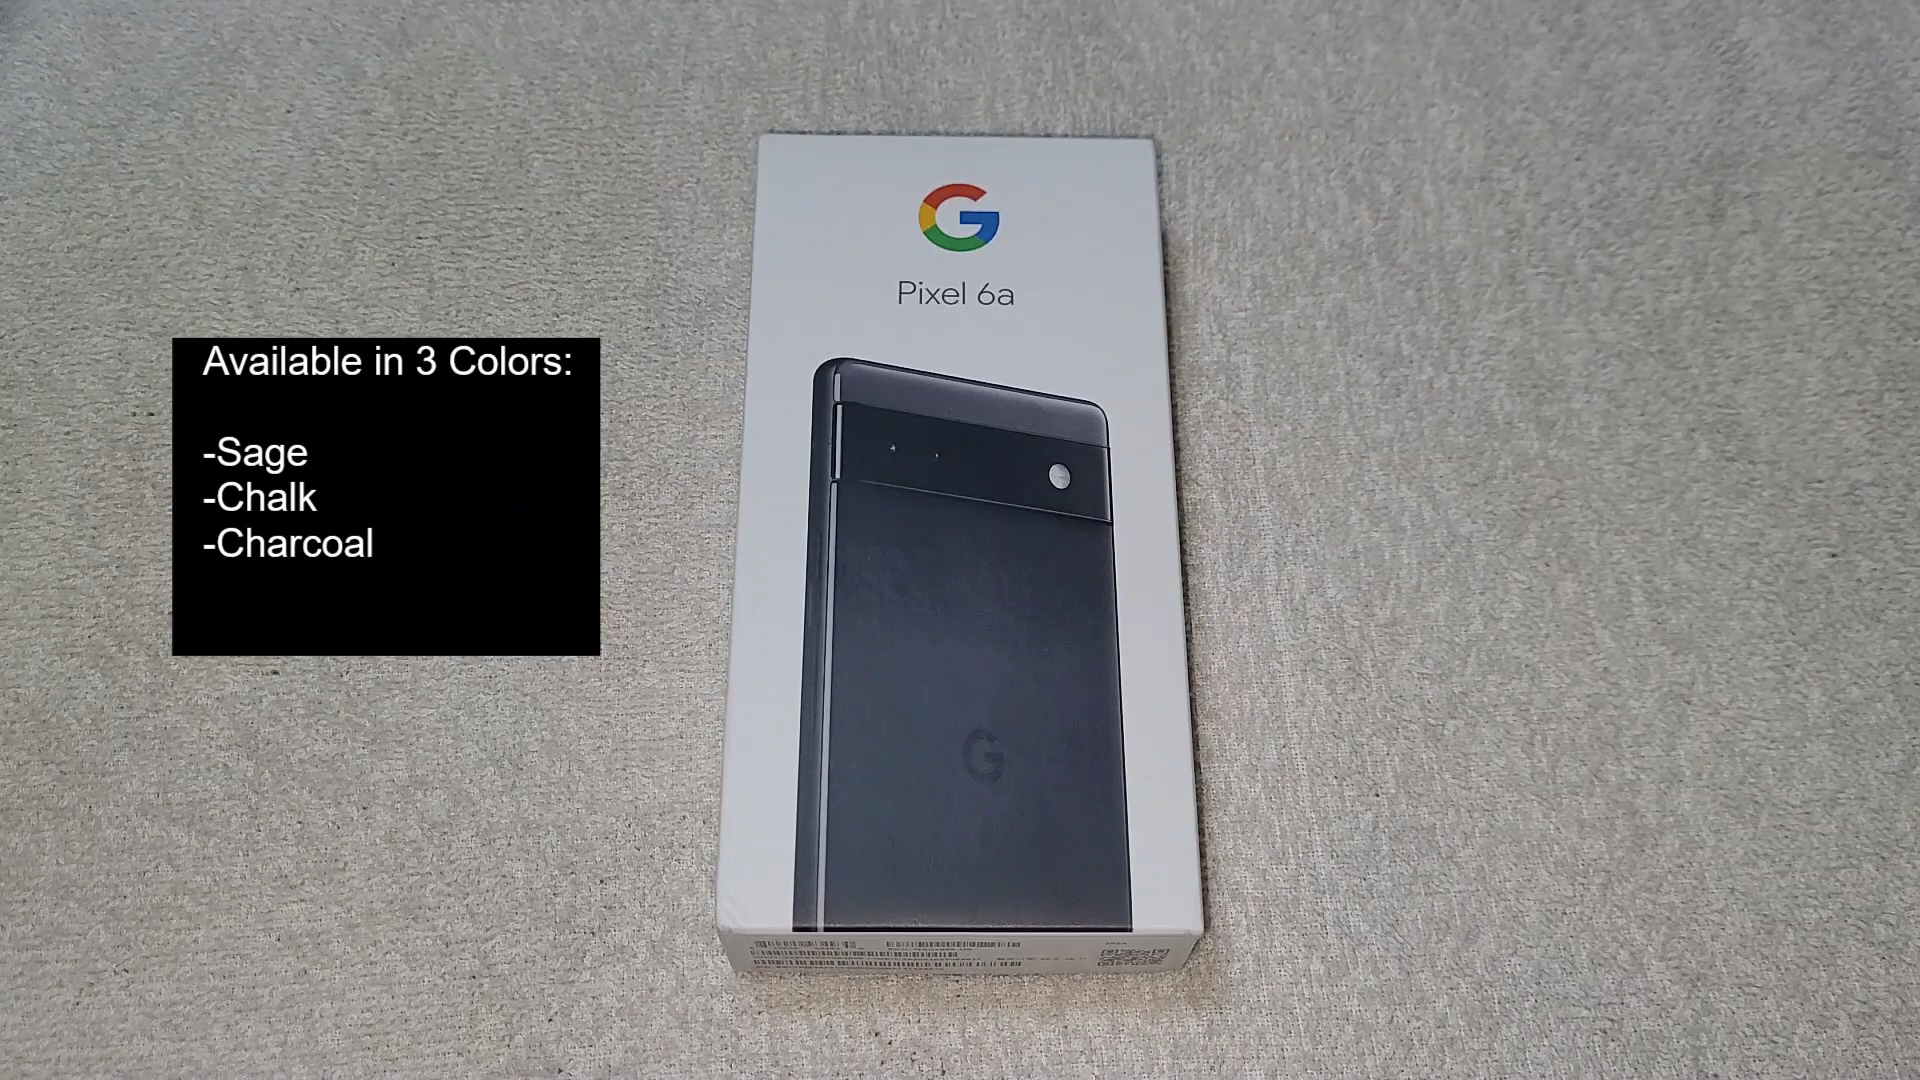 Available in 3 Colors:
-Sage
-Chalk
-Charcoal
G
Pixel 6a
G